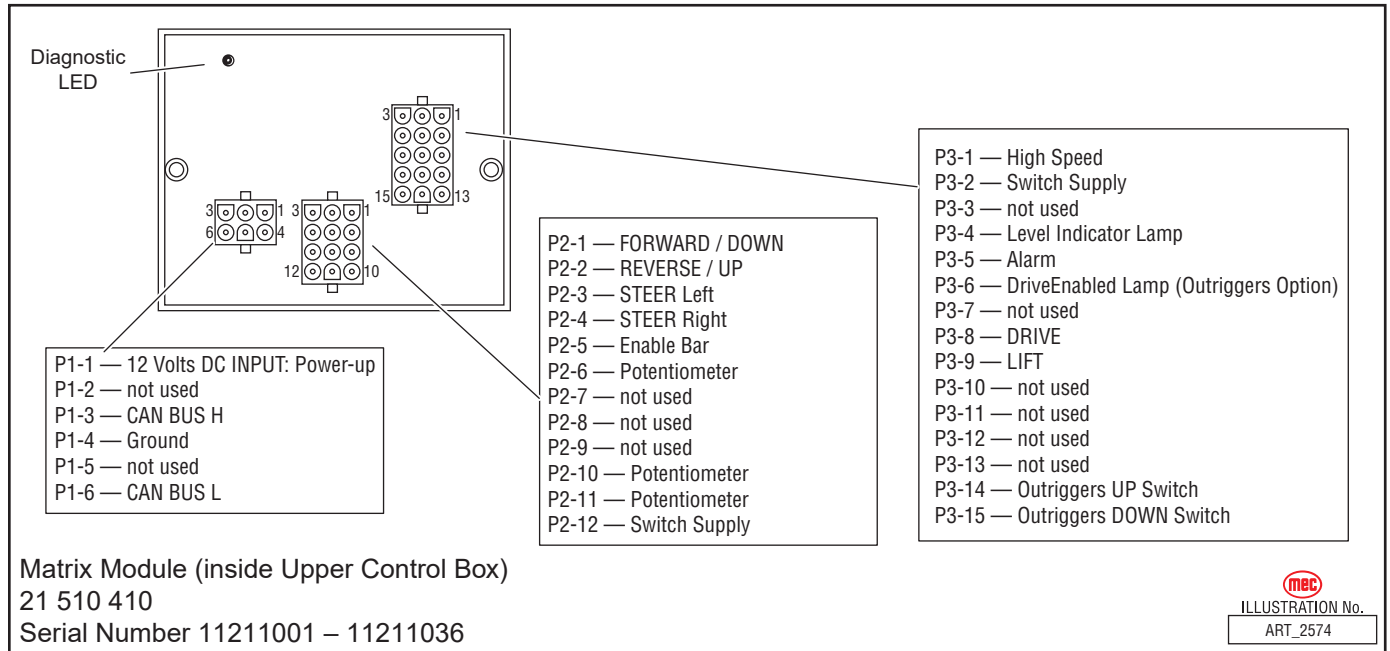 Diagnostic
LED
3 1
15 13
3 1
6 4
3 1
12 10
P1-1 — 12 Volts DC INPUT: Power-up
P1-2 — not used
P1-3 — CAN BUS H
P1-4 — Ground
P1-5 — not used
P1-6 — CAN BUS L
P2-1 — FORWARD / DOWN
P2-2 — REVERSE / UP
P2-3 — STEER Left
P2-4 — STEER Right
P2-5 — Enable Bar
P2-6 — Potentiometer
P2-7 — not used
P2-8 — not used
P2-9 — not used
P2-10 — Potentiometer
P2-11 — Potentiometer
P2-12 — Switch Supply
P3-1 — High Speed
P3-2 — Switch Supply
P3-3 — not used
P3-4 — Level Indicator Lamp
P3-5 — Alarm
P3-6 — DriveEnabled Lamp (Outriggers Option)
P3-7 — not used
P3-8 — DRIVE
P3-9 — LIFT
P3-10 — not used
P3-11 — not used
P3-12 — not used
P3-13 — not used
P3-14 — Outriggers UP Switch
P3-15 — Outriggers DOWN Switch
Matrix Module (inside Upper Control Box)
21 510 410
Serial Number 11211001 – 11211036
mec
ILLUSTRATION No.
ART_2574